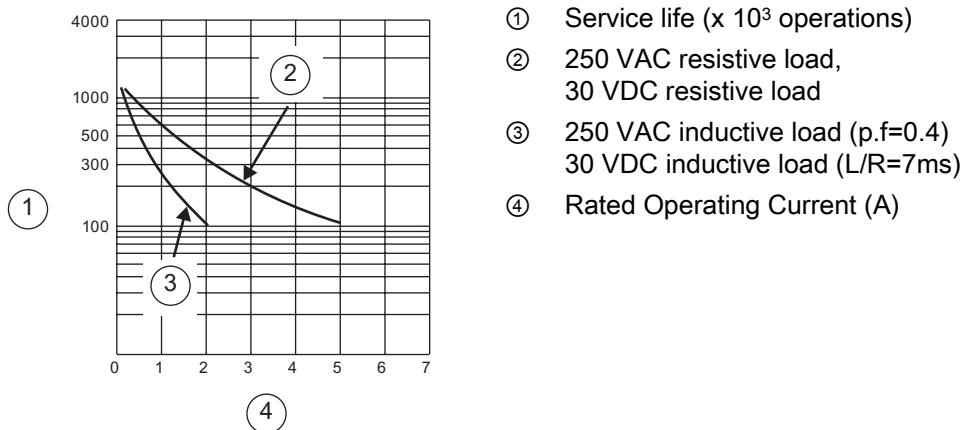 4000
1000
500
300
100
0 1 2 3 4 5 6 7
①
②
③
④
① Service life (x 10³ operations)
② 250 VAC resistive load,
30 VDC resistive load
③ 250 VAC inductive load (p.f=0.4)
30 VDC inductive load (L/R=7ms)
④ Rated Operating Current (A)